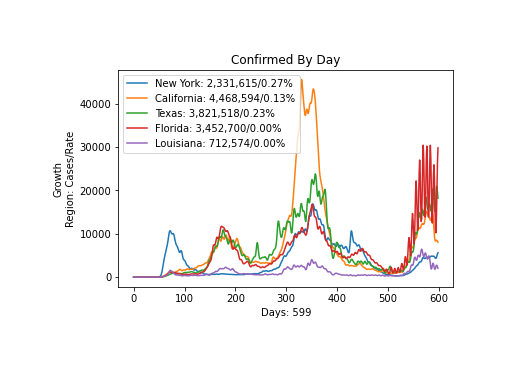 Confirmed By Day
New York: 2,331,615/0.27%
California: 4,468,594/0.13%
Texas: 3,821,518/0.23%
Florida: 3,452,700/0.00%
Louisiana: 712,574/0.00%
Growth
Region: Cases/Rate
40000
30000
20000
10000
0
0 100 200 300 400 500 600
Days: 599